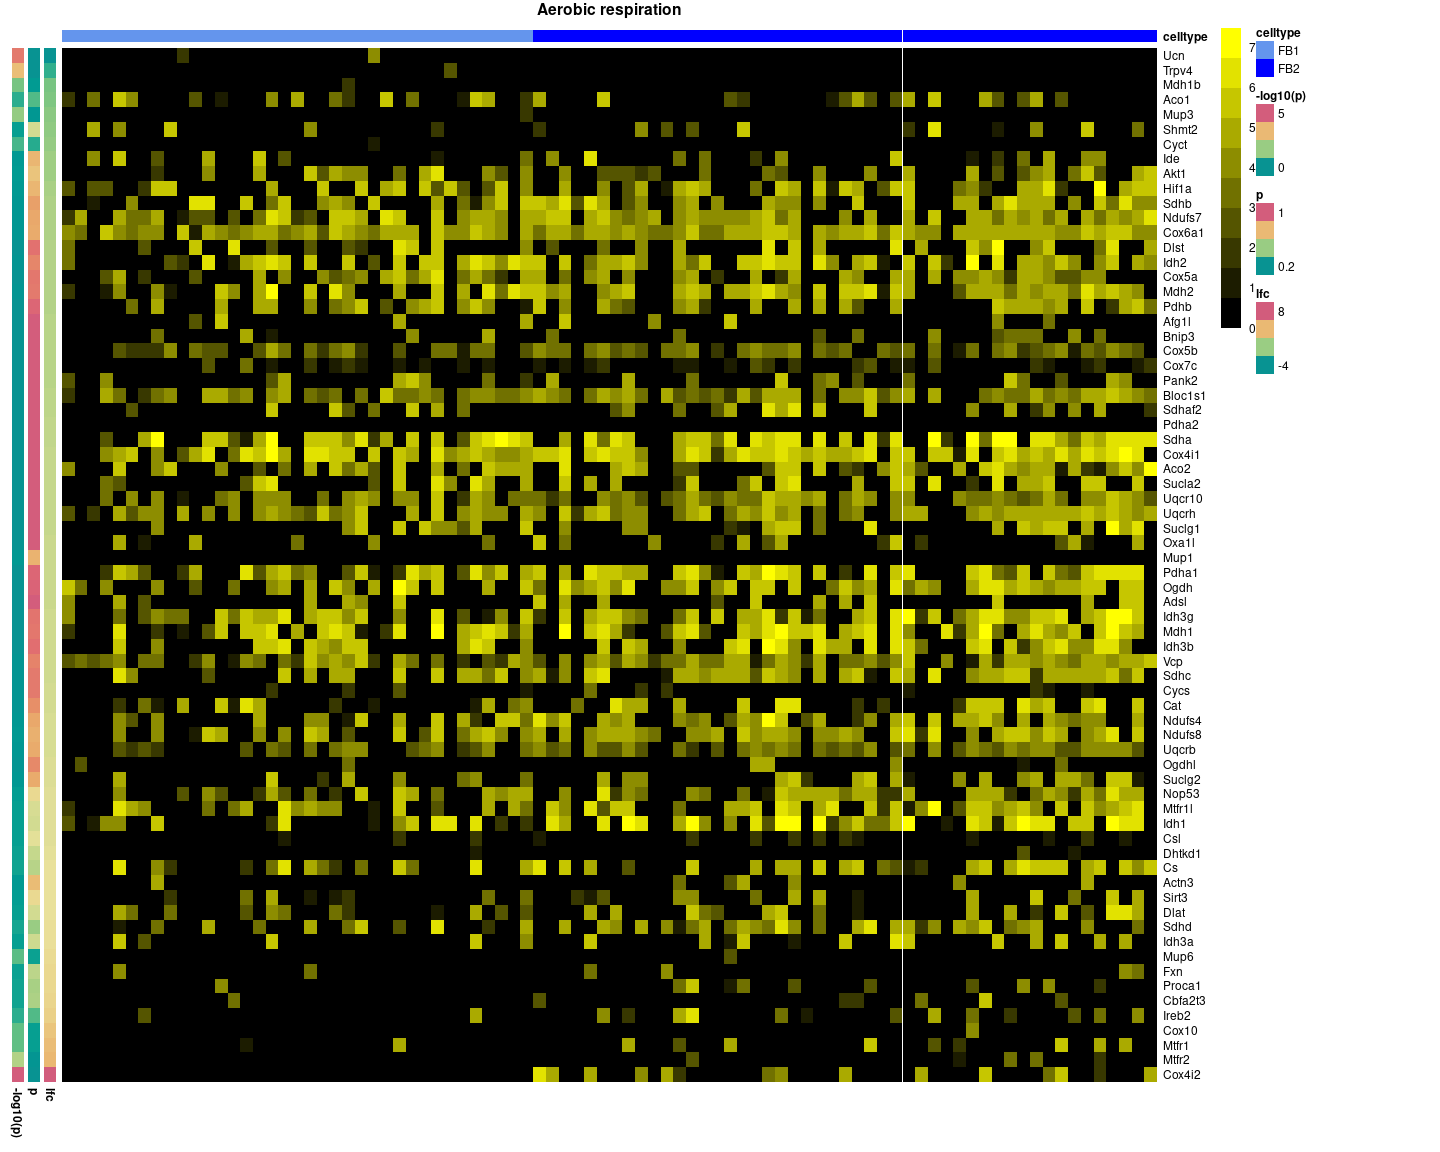 Aerobic respiration
celltype
Ucn
Trpv4
Mdh1b
Aco1
Mup3
Shmt2
Cyct
Ide
Akt1
Hif1a
Sdhb
Ndufs7
Cox6a1
Dlst
Idh2
Cox5a
Mdh2
Pdhb
Afg1l
Bnip3
Cox5b
Cox7c
Pank2
Bloc1s1
Sdhaf2
Pdha2
Sdha
Cox4i1
Aco2
Sucla2
Uqcr10
Uqcrh
Suclg1
Oxa1l
Mup1
Pdha1
Ogdh
Adsl
Idh3g
Mdh1
Idh3b
Vcp
Sdhc
Cycs
Cat
Ndufs4
Ndufs8
Uqcrb
Ogdhl
Suclg2
Nop53
Mtfr1l
Idh1
Csl
Dhtkd1
Cs
Actn3
Sirt3
Dlat
Sdhd
Idh3a
Mup6
Fxn
Proca1
Cbfa2t3
Ireb2
Cox10
Mtfr1
Mtfr2
Cox4i2
7
6
5
4
3
2
1
0
celltype
FB1
FB2
-log10(p)
5
0
p
1
0.2
lfc
8
-4
-log10(p)
p
lfc